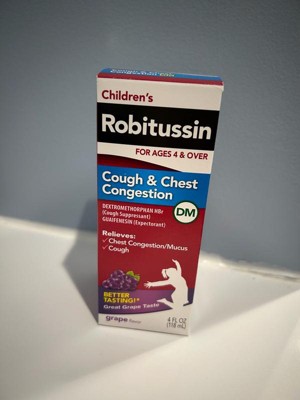 Children's
Robitussin
FOR AGES 4 & OVER
Cough & Chest
Congestion
DM
DEXTROMETHORPHAN HBr
(Cough Suppressant)
GUAIFENESIN (Expectorant)
Relieves:
✓ Chest Congestion/Mucus
✓ Cough
BETTER
TASTING!*
Great Grape Taste
grape flavor
4 FL OZ
(118 mL)